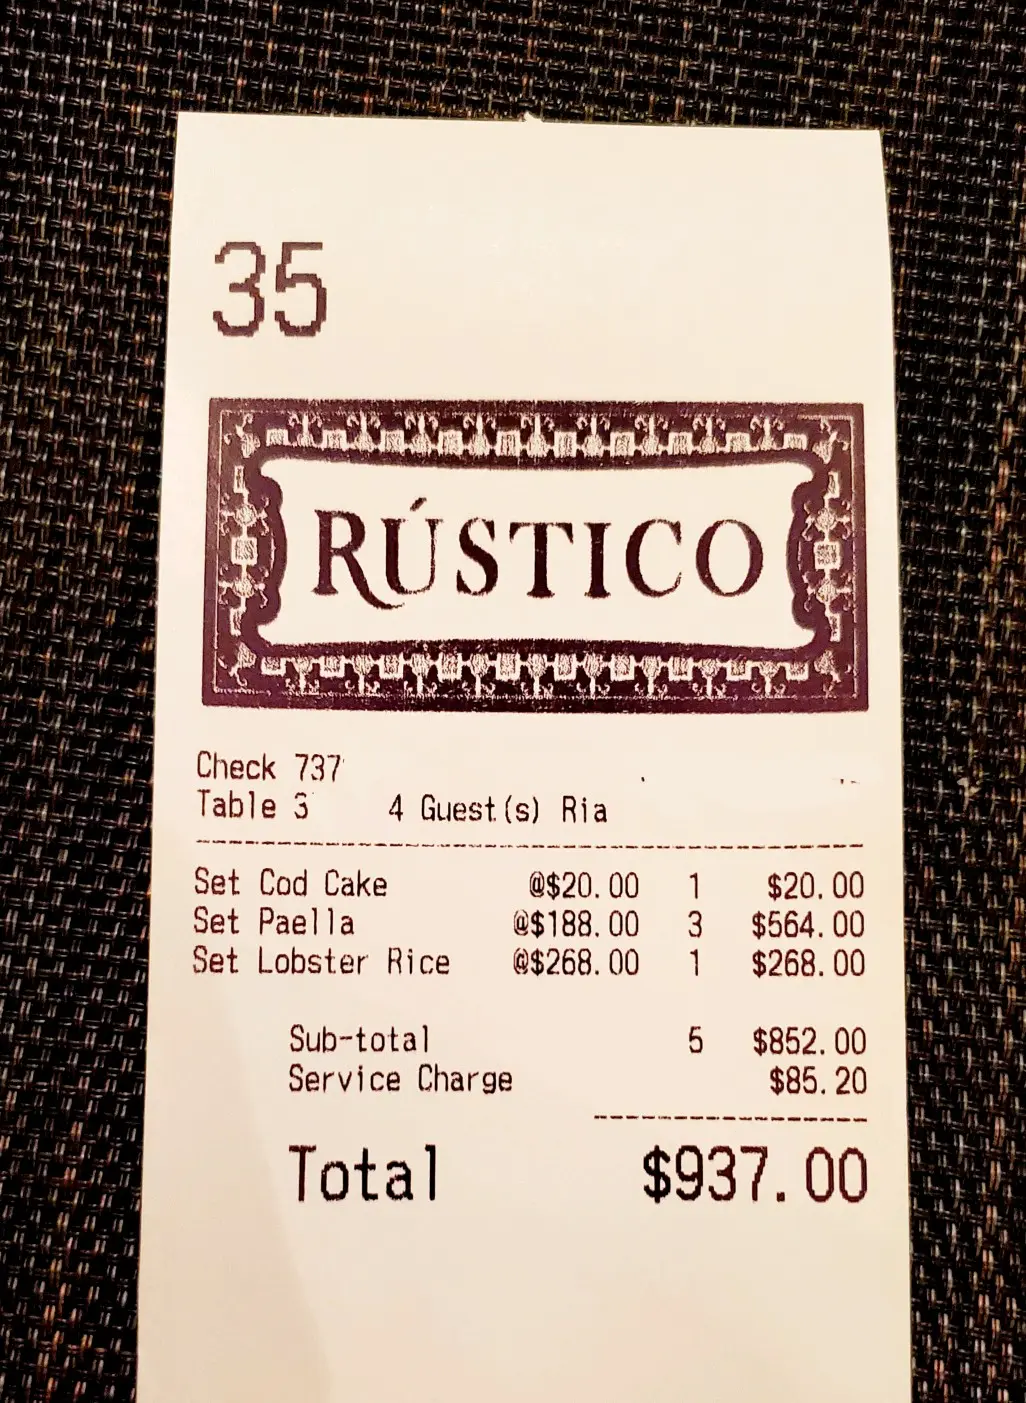 35
RÚSTICO
Check 737
Table 3 4 Guest(s) Ria
Set Cod Cake @$20.00 1 $20.00
Set Paella @$188.00 3 $564.00
Set Lobster Rice @$268.00 1 $268.00
Sub-total 5 $852.00
Service Charge $85.20
Total $937.00